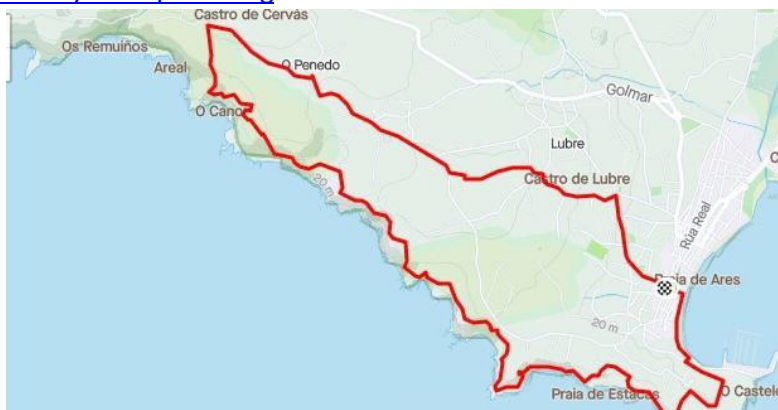 Castro de Cervás
Os Remuiños
Areal
O Penedo
O Cano
Golmar
Lubre
Castro de Lubre
Rúa Real
20 m
Praia de Ares
20 m
Praia de Estacas
O Castelo